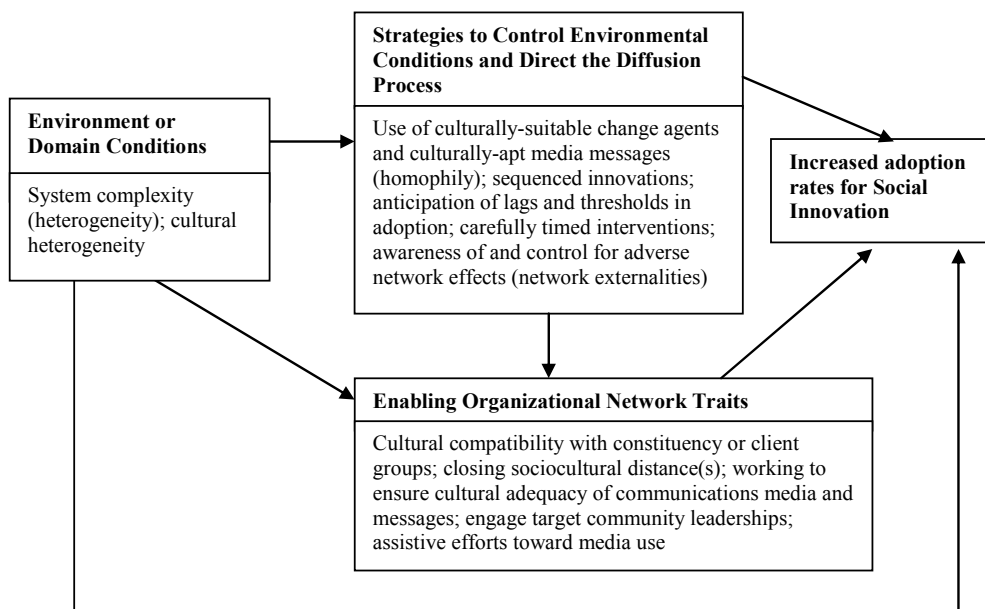 Strategies to Control Environmental
Conditions and Direct the Diffusion
Process
Use of culturally-suitable change agents
and culturally-apt media messages
(homophily); sequenced innovations;
anticipation of lags and thresholds in
adoption; carefully timed interventions;
awareness of and control for adverse
network effects (network externalities)
Environment or
Domain Conditions
System complexity
(heterogeneity); cultural
heterogeneity
Increased adoption
rates for Social
Innovation
Enabling Organizational Network Traits
Cultural compatibility with constituency or client
groups; closing sociocultural distance(s); working to
ensure cultural adequacy of communications media and
messages; engage target community leaderships;
assistive efforts toward media use